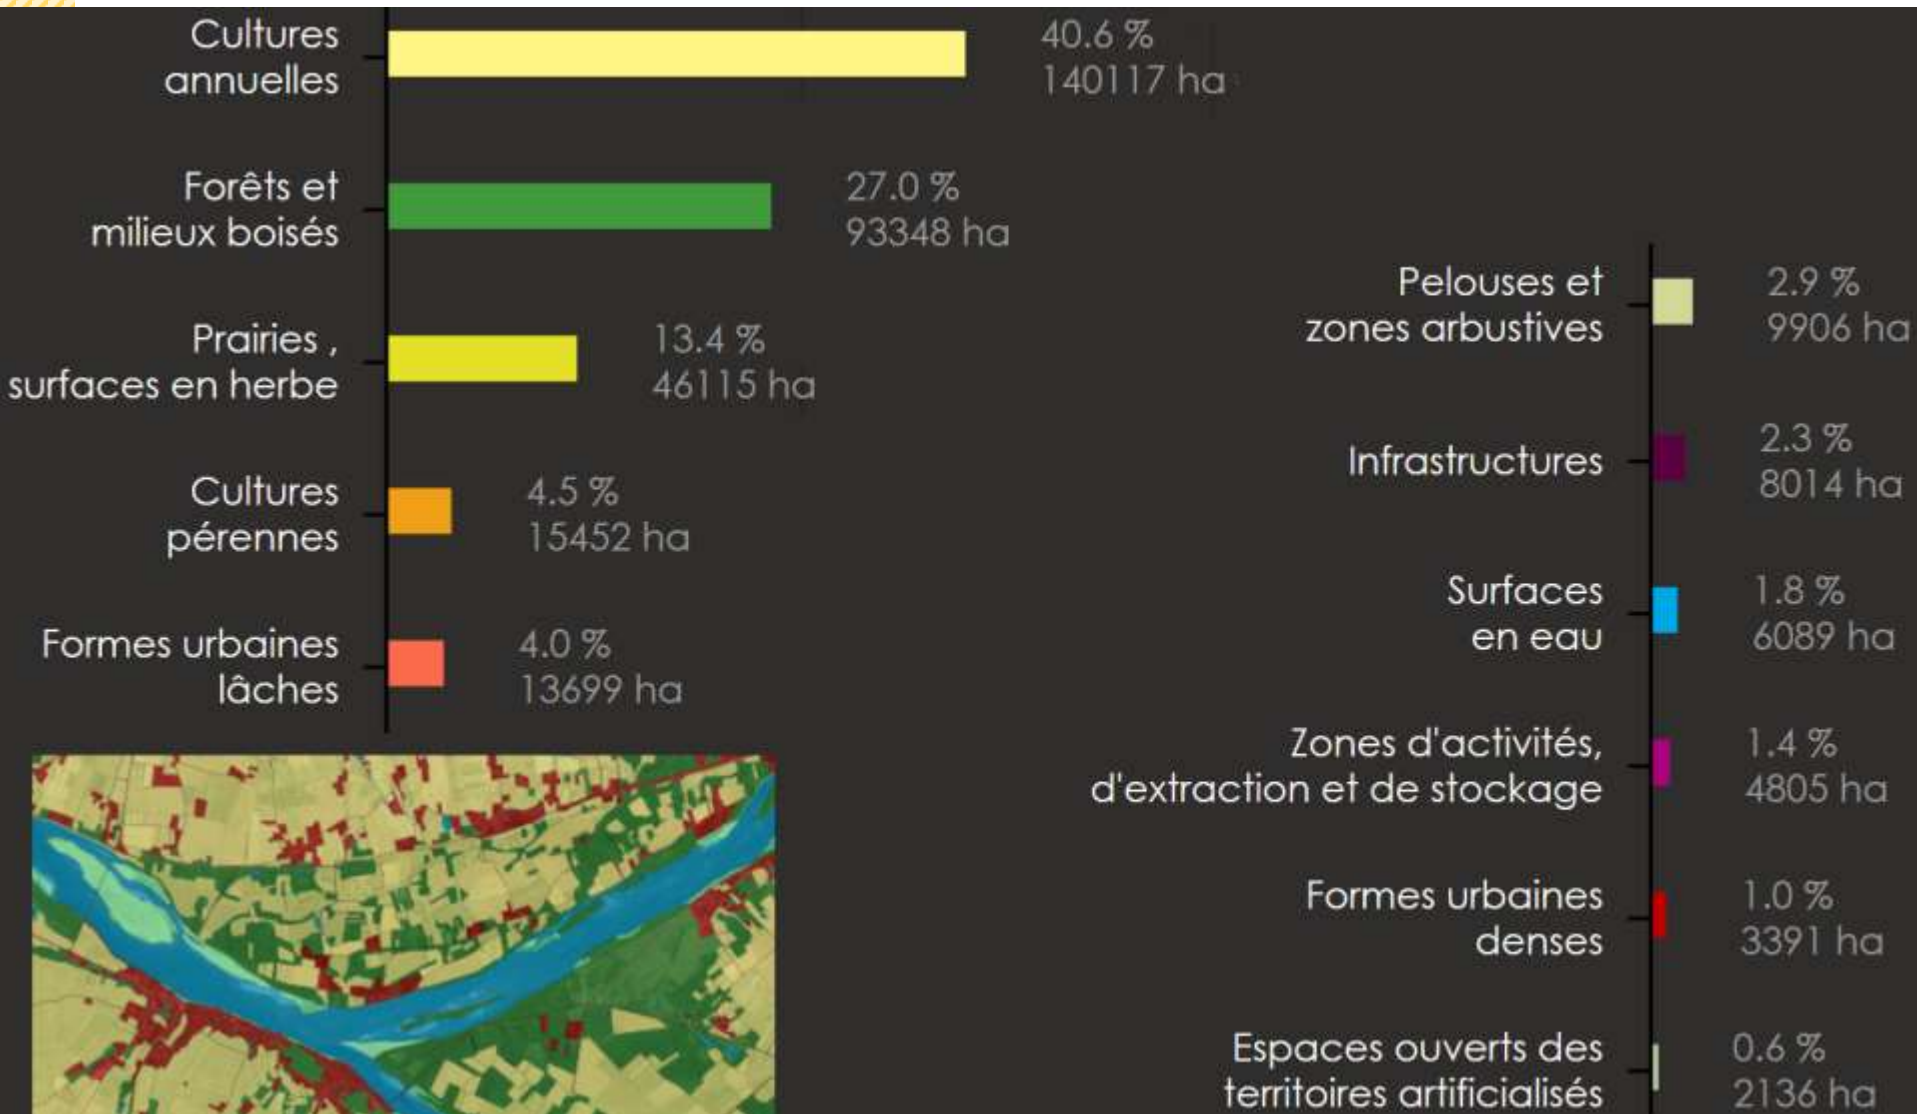 Cultures
annuelles
40.6 %
140117 ha
Forêts et
milieux boisés
27.0 %
93348 ha
Prairies ,
surfaces en herbe
13.4 %
46115 ha
Cultures
pérennes
4.5 %
15452 ha
Formes urbaines
lâches
4.0 %
13699 ha
Pelouses et
zones arbustives
2.9 %
9906 ha
Infrastructures
2.3 %
8014 ha
Surfaces
en eau
1.8 %
6089 ha
Zones d'activités,
d'extraction et de stockage
1.4 %
4805 ha
Formes urbaines
denses
1.0 %
3391 ha
Espaces ouverts des
territoires artificialisés
0.6 %
2136 ha